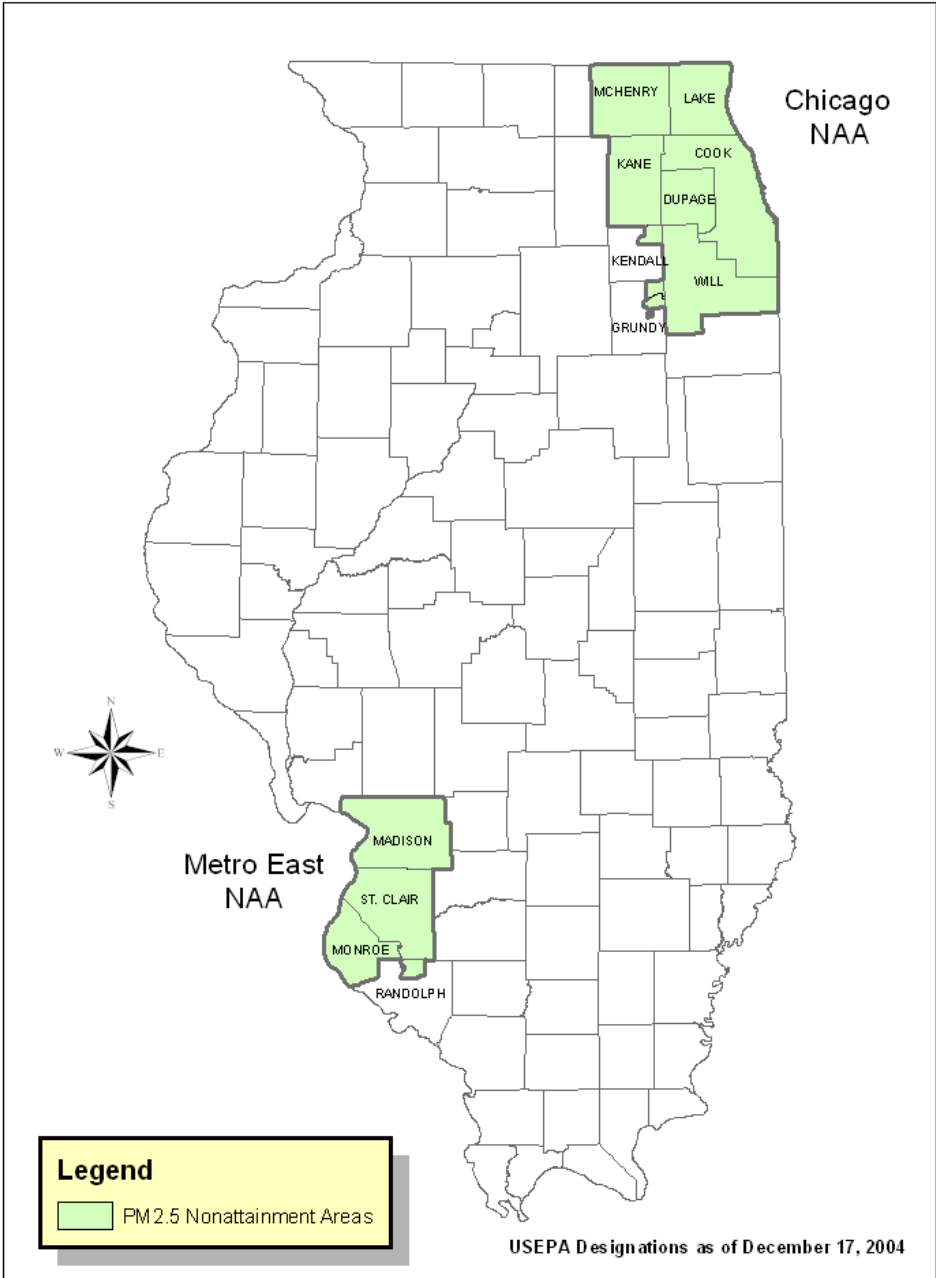 MCHENRY
LAKE
Chicago
NAA
COOK
KANE
DUPAGE
KENDALL
WILL
GRUNDY
N
W
E
S
MADISON
Metro East
NAA
ST. CLAIR
MONROE
RANDOLPH
Legend
PM2.5 Nonattainment Areas
USEPA Designations as of December 17, 2004